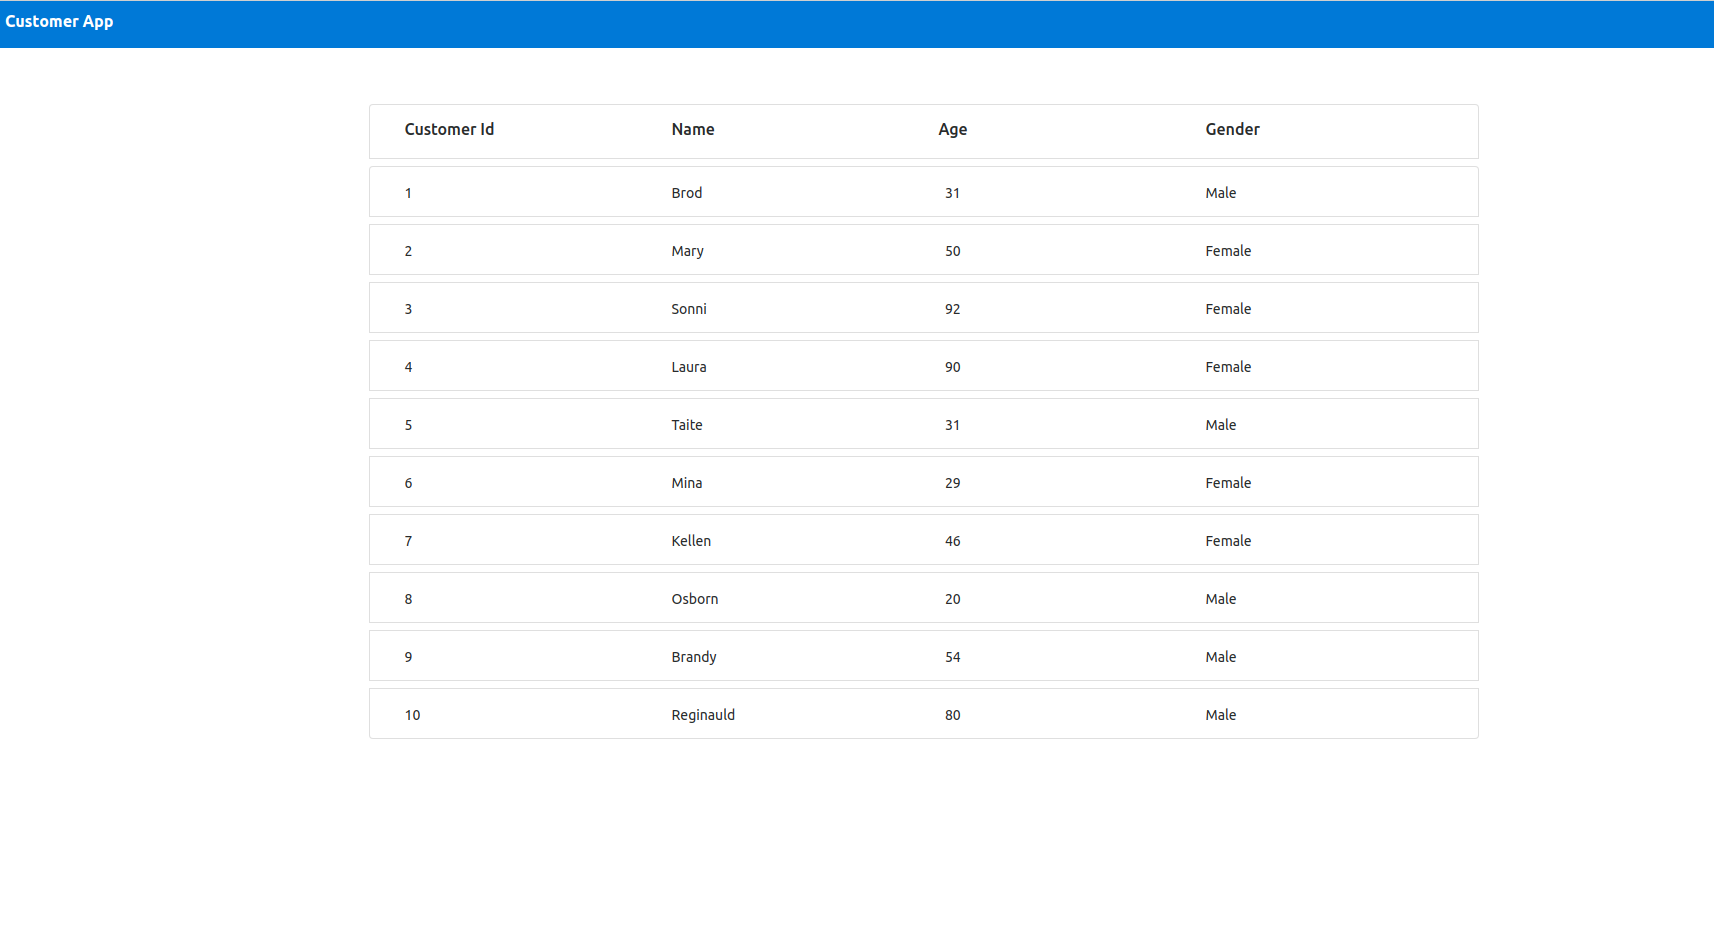 Customer App
Customer Id Name Age Gender
1 Brod 31 Male
2 Mary 50 Female
3 Sonni 92 Female
4 Laura 90 Female
5 Taite 31 Male
6 Mina 29 Female
7 Kellen 46 Female
8 Osborn 20 Male
9 Brandy 54 Male
10 Reginauld 80 Male